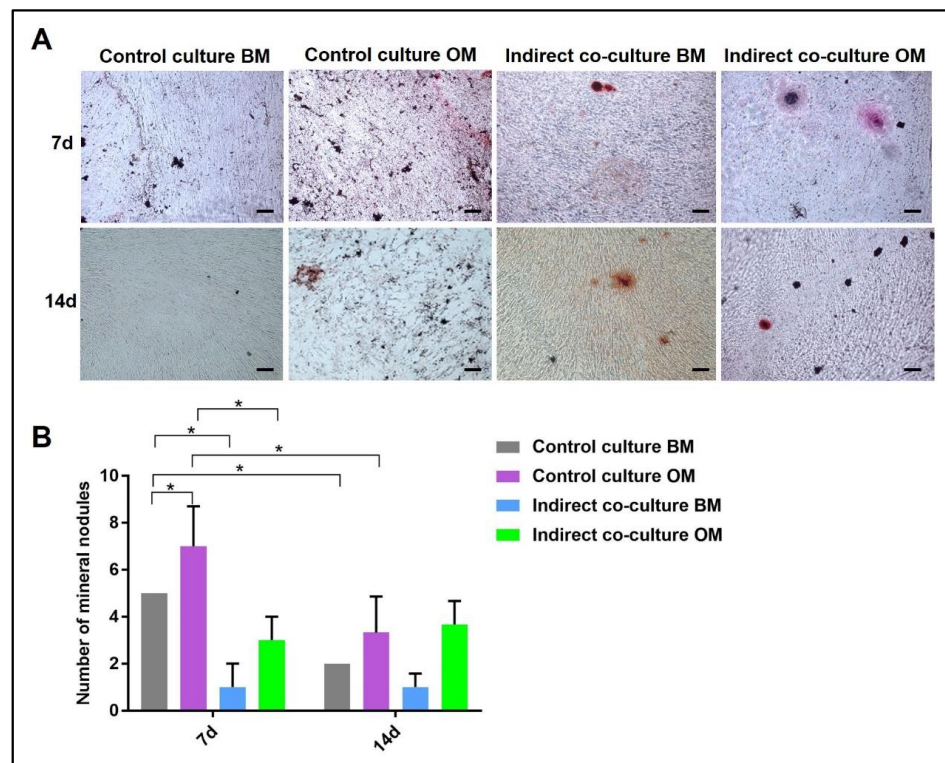 A
Control culture BM Control culture OM Indirect co-culture BM Indirect co-culture OM
7d
14d
B
* 
*
*
*
*
Control culture BM
Control culture OM
Indirect co-culture BM
Indirect co-culture OM
Number of mineral nodules
10
8
6
4
2
0
7d 14d